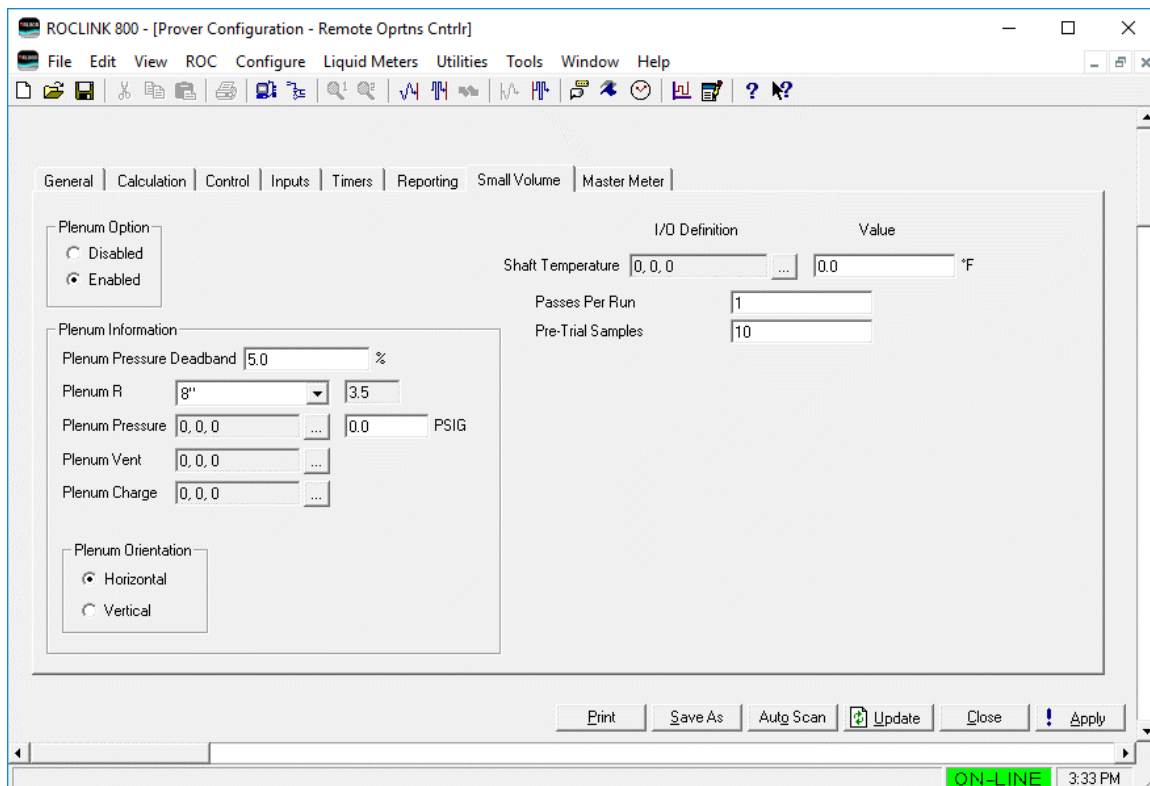 ROCLINK 800 - [Prover Configuration - Remote Oprtns Cntrlr]
File Edit View ROC Configure Liquid Meters Utilities Tools Window Help
General Calculation Control Inputs Timers Reporting Small Volume Master Meter
Plenum Option
Disabled
Enabled
I/O Definition Value
Shaft Temperature 0, 0, 0 ... 0.0 °F
Passes Per Run 1
Pre-Trial Samples 10
Plenum Information
Plenum Pressure Deadband 5.0 %
Plenum R 8" 3.5
Plenum Pressure 0, 0, 0 ... 0.0 PSIG
Plenum Vent 0, 0, 0 ...
Plenum Charge 0, 0, 0 ...
Plenum Orientation
Horizontal
Vertical
Print Save As Auto Scan Update Close ! Apply
ON-LINE 3:33 PM